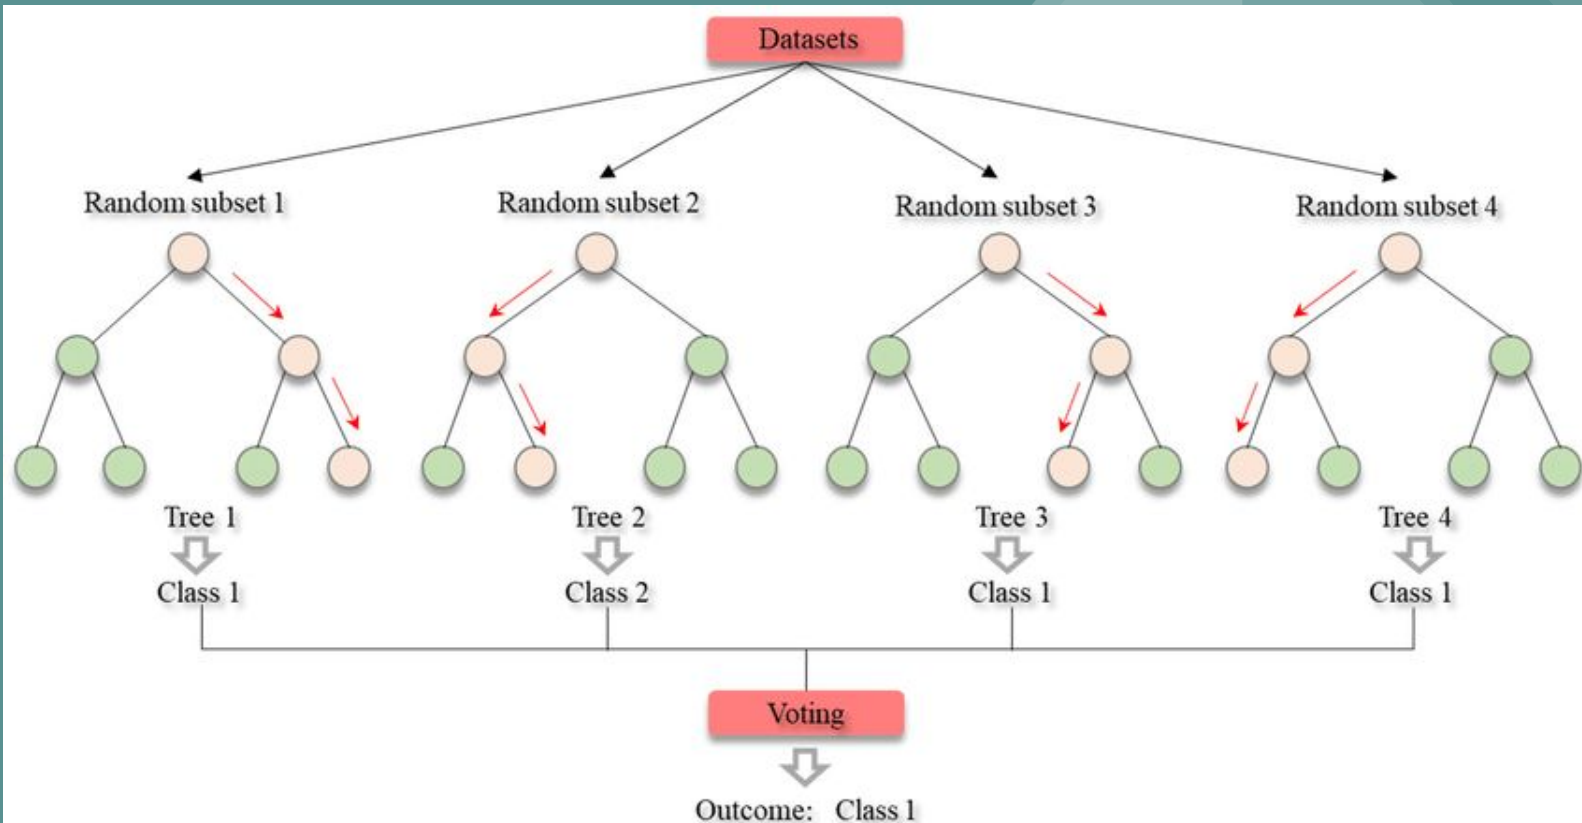 Datasets
Random subset 1
Random subset 2
Random subset 3
Random subset 4
Tree 1
Tree 2
Tree 3
Tree 4
Class 1
Class 2
Class 1
Class 1
Voting
Outcome: Class 1